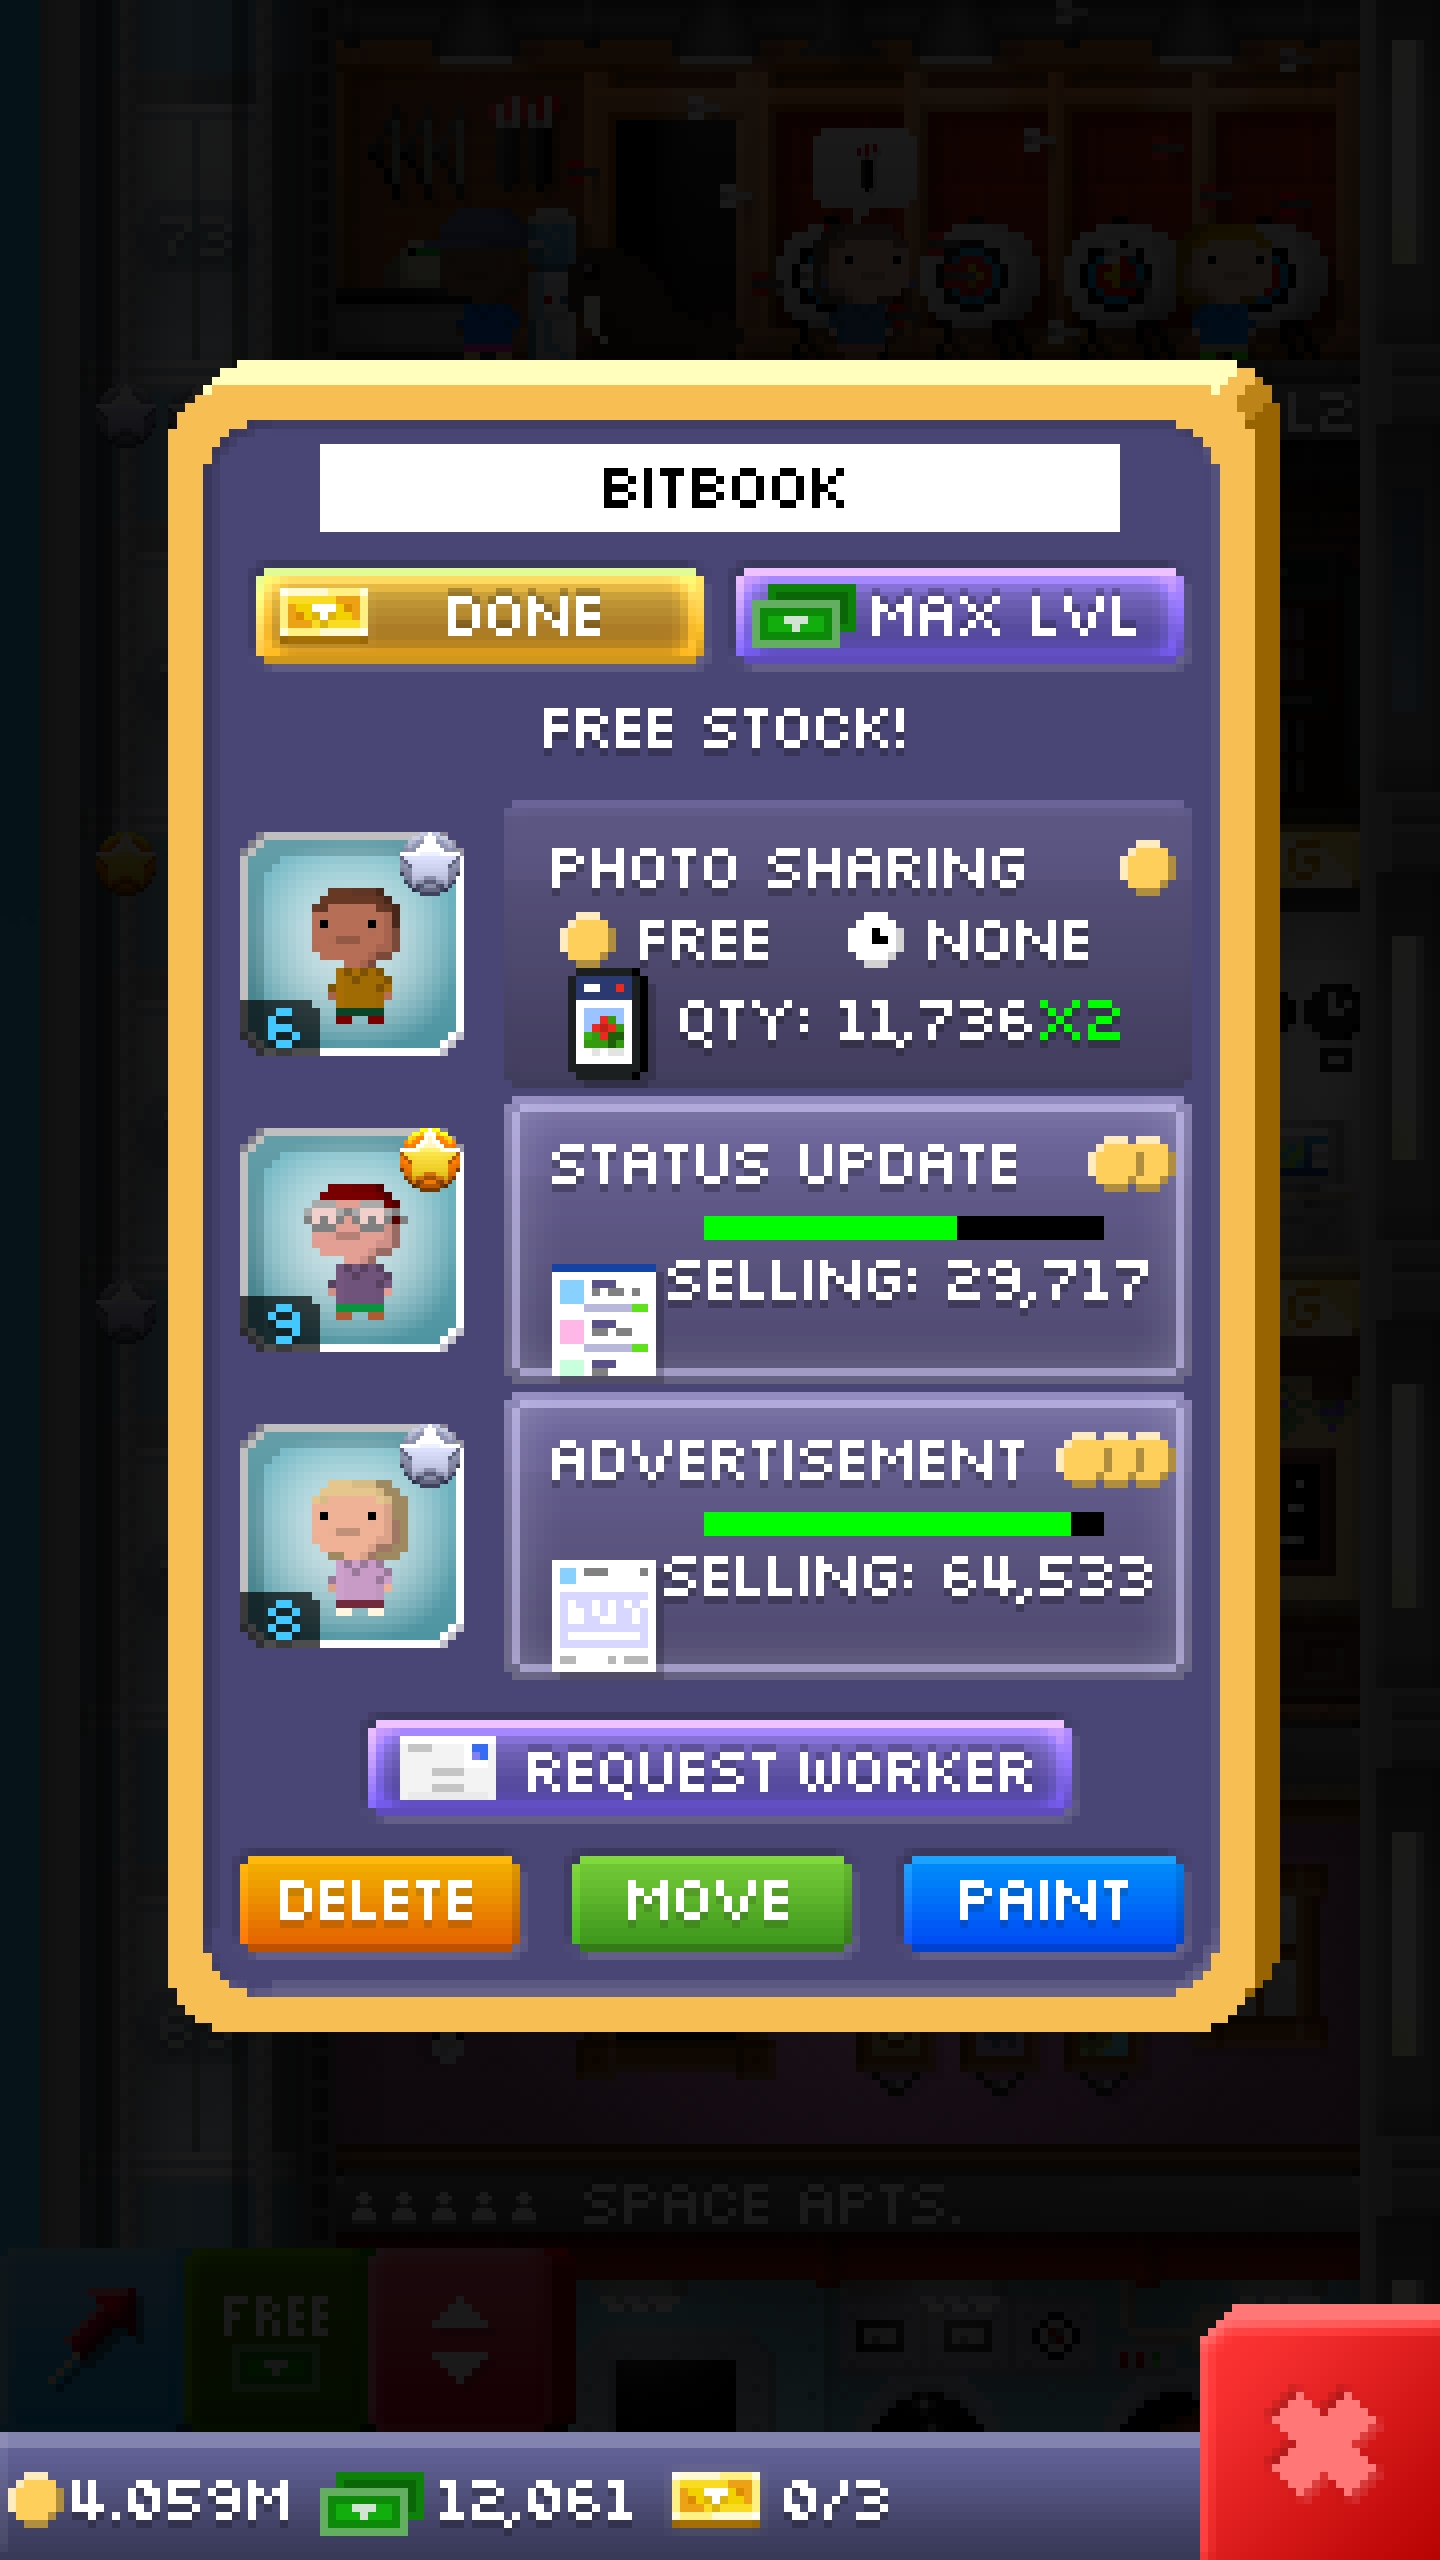 L2
BITBOOK
DONE
MAX LVL
FREE STOCK!
PHOTO SHARING
FREE NONE
QTY: 11,736X2
6
STATUS UPDATE
SELLING: 29,717
9
ADVERTISEMENT
SELLING: 64,533
8
REQUEST WORKER
DELETE
MOVE
PAINT
SPACE APTS.
FREE
4.059M
12,061
0/3